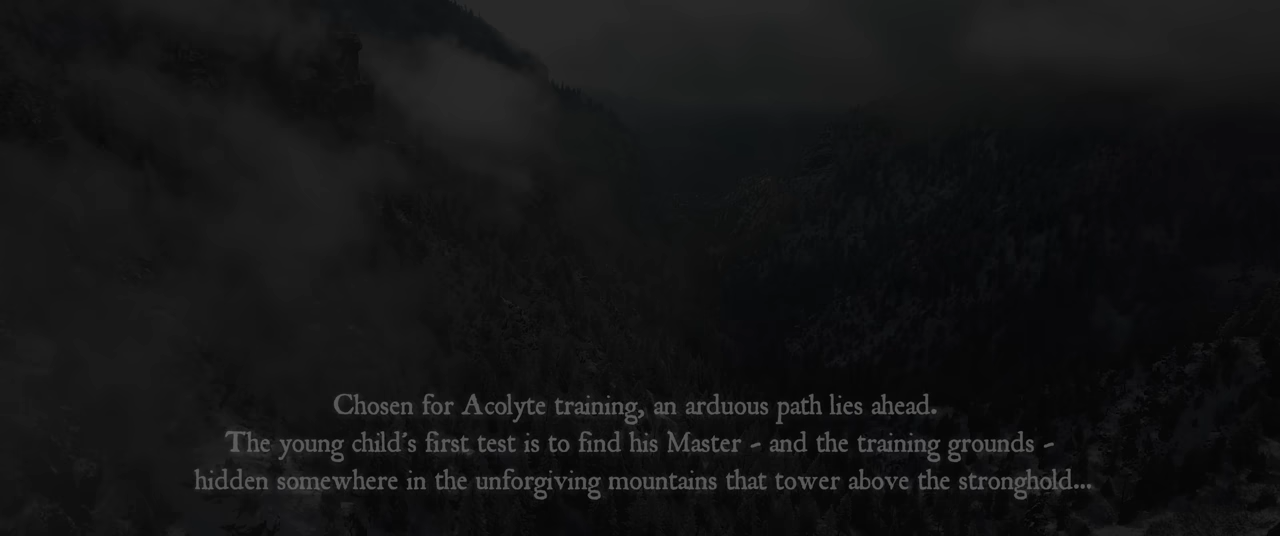 Chosen for Acolyte training, an arduous path lies ahead.
The young child's first test is to find his Master - and the training grounds -
hidden somewhere in the unforgiving mountains that tower above the stronghold...